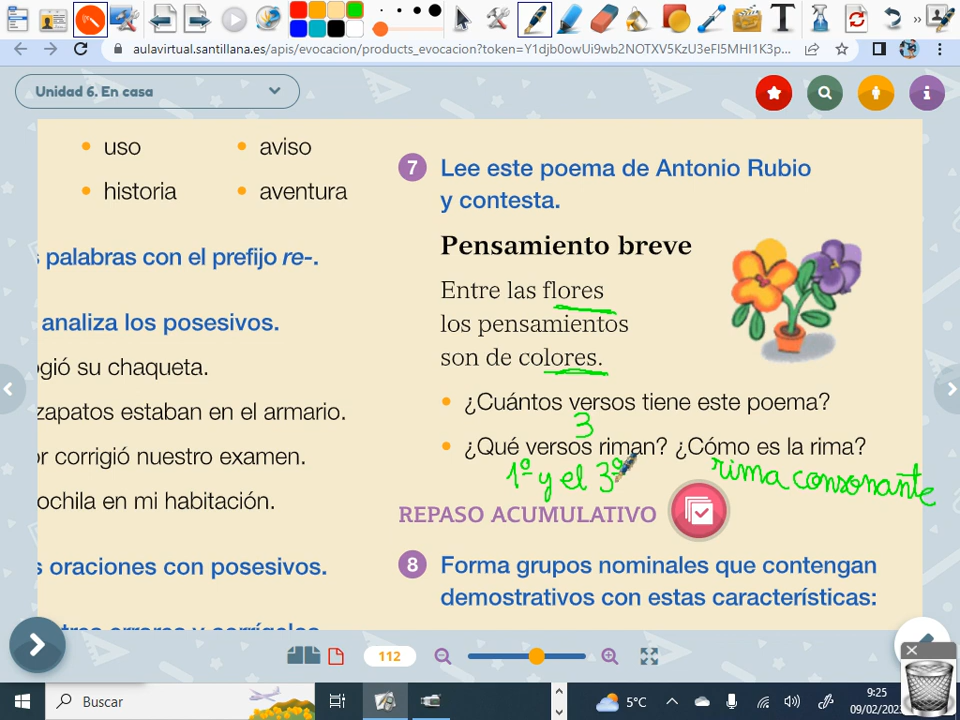 aulavirtual.santillana.es/apis/evocacion/products_evocacion?token=Y1djb0owUi9wb2NOTXV5KzU3eFI5MHI1K3p...
Unidad 6. En casa
uso
aviso
historia
aventura
palabras con el prefijo re-.
analiza los posesivos.
ogió su chaqueta.
zapatos estaban en el armario.
or corrigió nuestro examen.
ochila en mi habitación.
s oraciones con posesivos.
7 Lee este poema de Antonio Rubio
y contesta.
Pensamiento breve
Entre las flores
los pensamientos
son de colores.
¿Cuántos versos tiene este poema?
3
¿Qué versos riman? ¿Cómo es la rima?
1º y el 3º
rima consonante
REPASO ACUMULATIVO
8 Forma grupos nominales que contengan
demostrativos con estas características:
112
Buscar
5°C
9:25
09/02/202